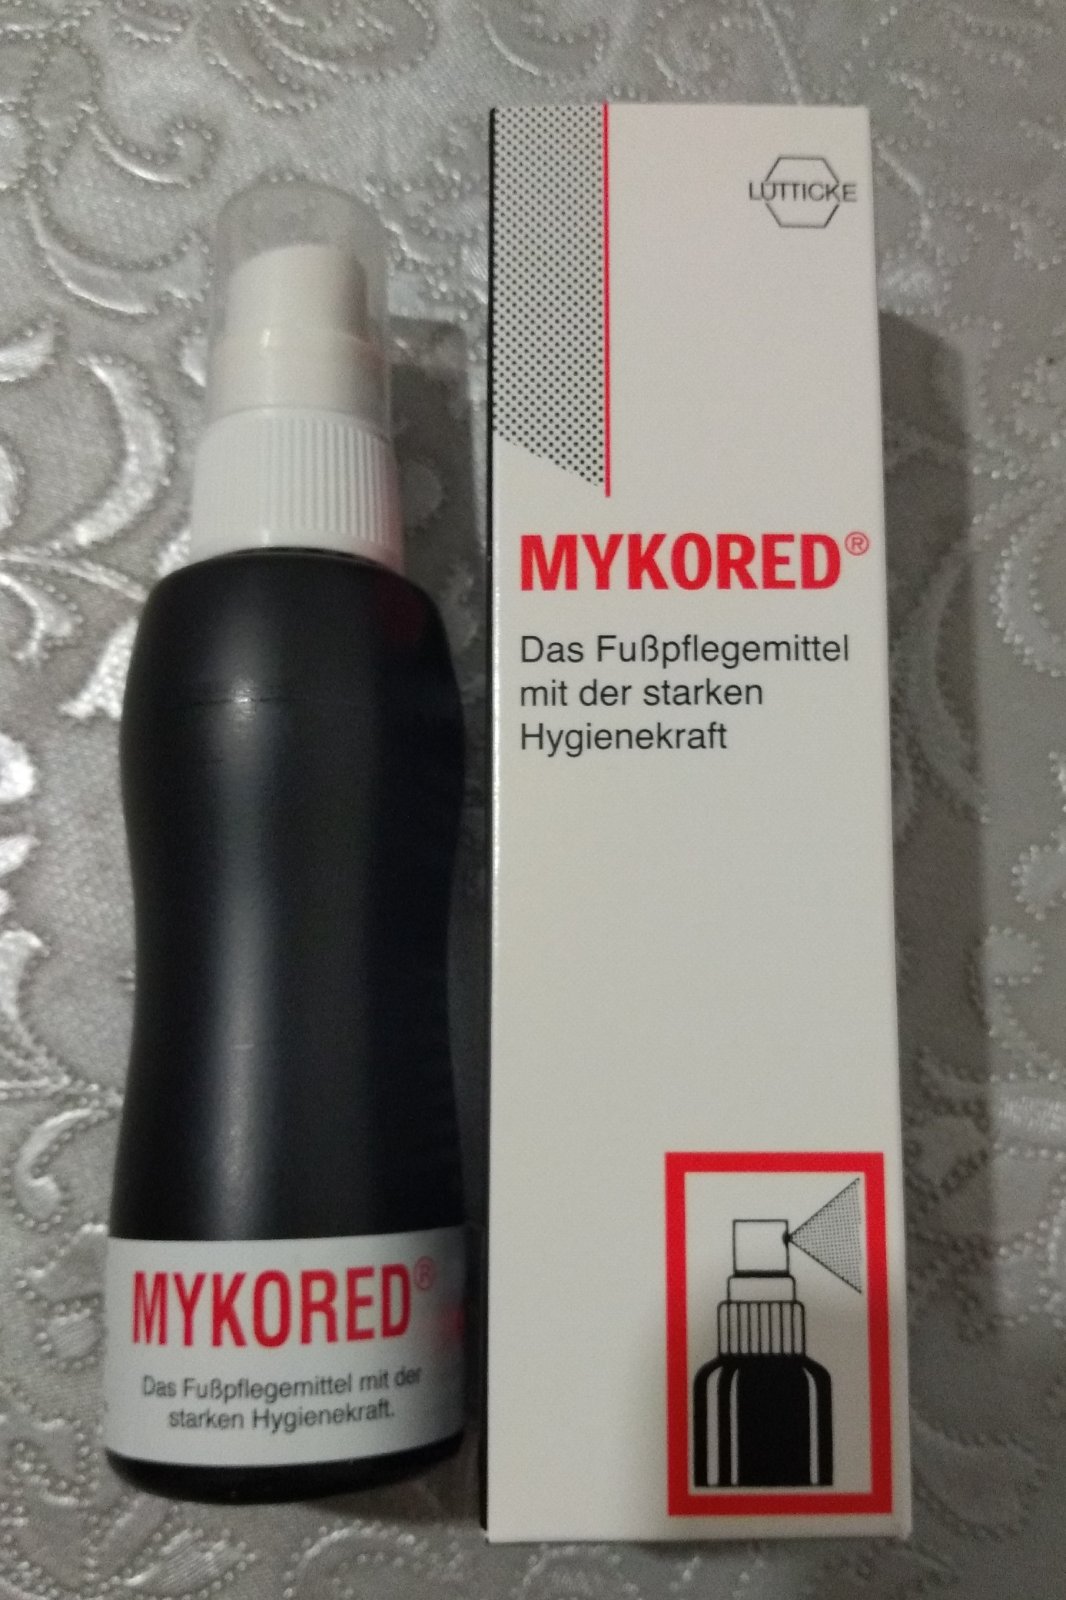 LÜTTICKE
MYKORED®
Das Fußpflegemittel
mit der starken
Hygienekraft
MYKORED®
Das Fußpflegemittel mit der
starken Hygienekraft.